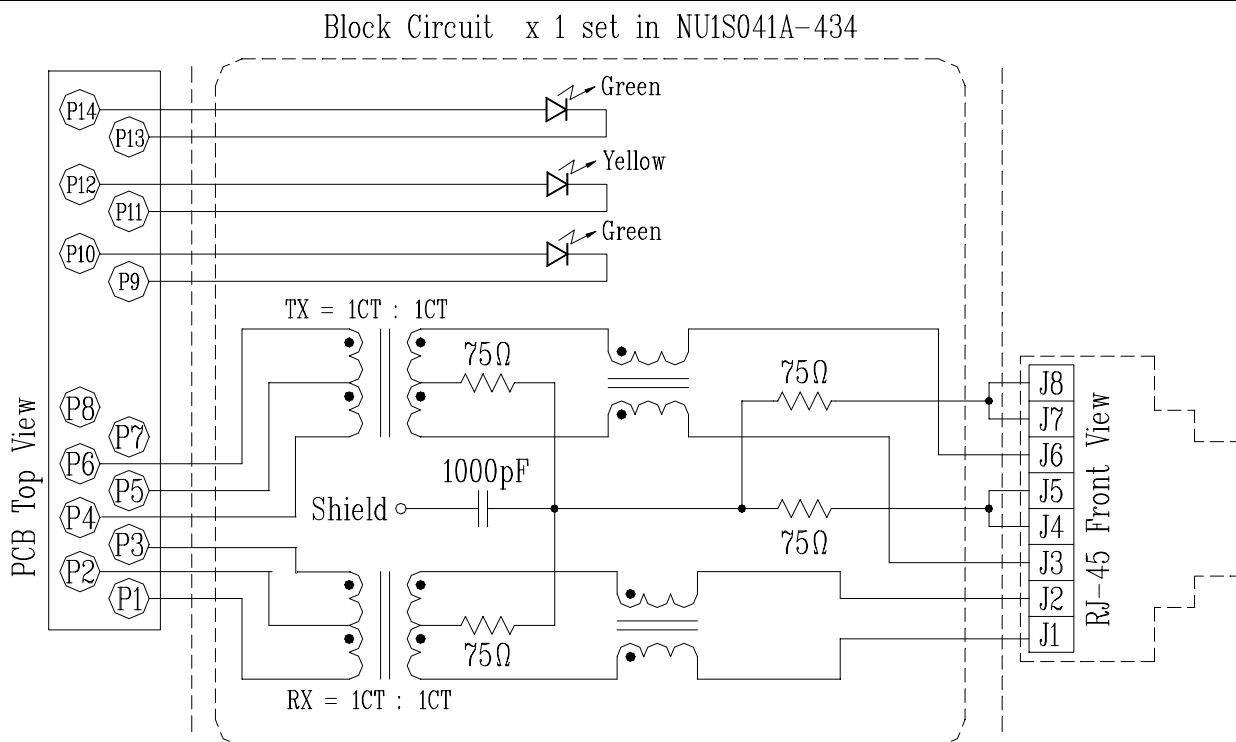 Block Circuit x 1 set in NU1S041A-434
P14
Green
P13
P12
Yellow
P11
P10
Green
P9
TX = 1CT : 1CT
75Ω
75Ω
J8
P8
J7
P7
J6
P6
1000pF
P5
J5
Shield
P4
J4
75Ω
P3
J3
P2
J2
P1
J1
75Ω
RX = 1CT : 1CT
PCB Top View
RJ-45 Front View